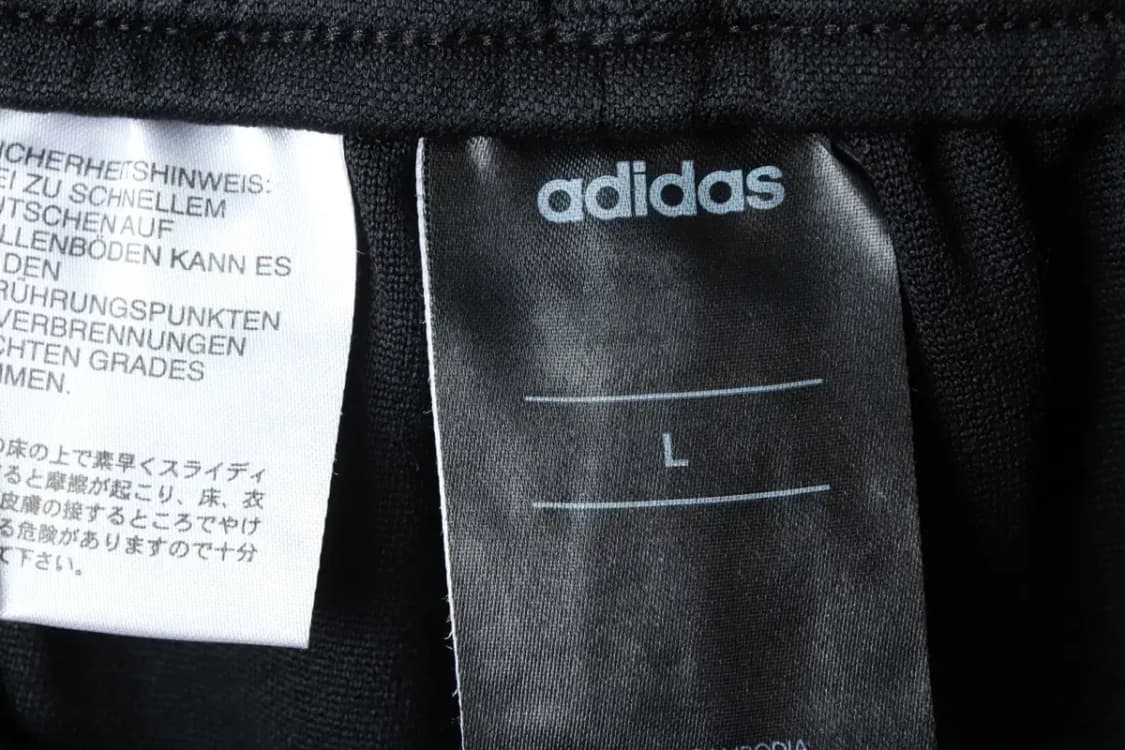 ICHERHEITSHINWEIS:
EI ZU SCHNELLEM
UTSCHEN AUF
LLENBÖDEN KANN ES
DEN
RÜHRUNGSPUNKTEN
VERBRENNUNGEN
CHTEN GRADES
MMEN.
の床の上で素早くスライディ
ると摩擦が起こり、床、衣
皮膚の接するところでやけ
る危険がありますので十分
て下さい。
adidas
L